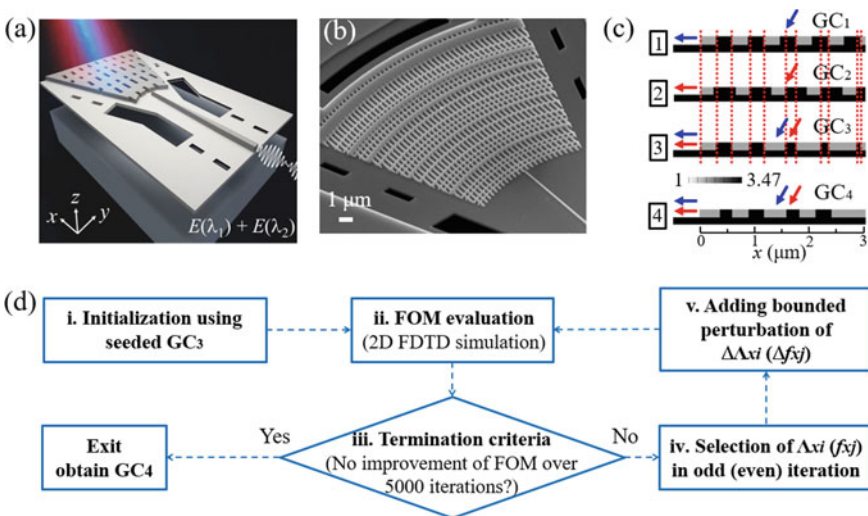 (a)
z
x
y
E(λ₁) + E(λ₂)
(b)
1 μm
(c)
GC₁
1
GC₂
2
GC₃
3
1
3.47
GC₄
4
0
1
2
3
x (μm)
(d)
i. Initialization using
seeded GC₃
ii. FOM evaluation
(2D FDTD simulation)
v. Adding bounded
perturbation of
ΔΛxi (Δfxj)
Exit
obtain GC₄
Yes
iii. Termination criteria
(No improvement of FOM over
5000 iterations?)
No
iv. Selection of Λxi (fxj)
in odd (even) iteration